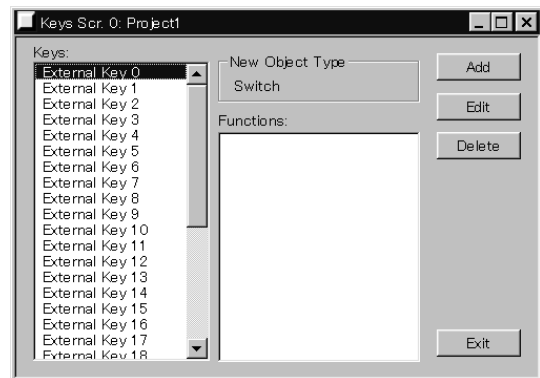 Keys Scr. 0: Project1
Keys:
External Key 0
External Key 1
External Key 2
External Key 3
External Key 4
External Key 5
External Key 6
External Key 7
External Key 8
External Key 9
External Key 10
External Key 11
External Key 12
External Key 13
External Key 14
External Key 15
External Key 16
External Key 17
External Key 18
New Object Type
Switch
Functions:
Add
Edit
Delete
Exit